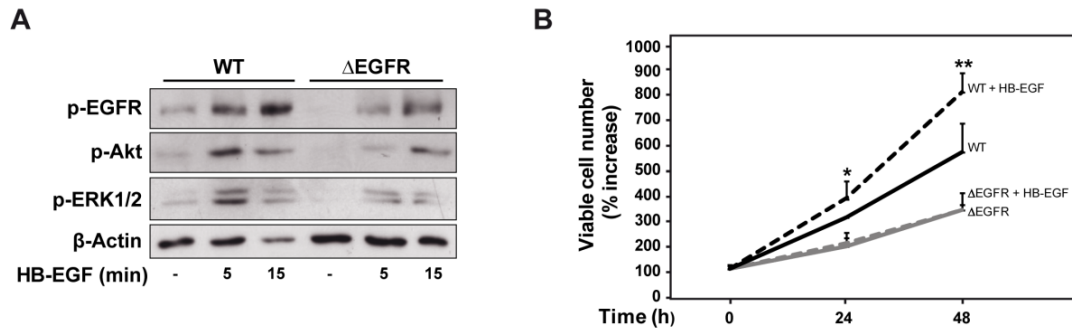 A
WT ΔEGFR
p-EGFR
p-Akt
p-ERK1/2
β-Actin
HB-EGF (min) - 5 15 - 5 15
B
Viable cell number
(% increase)
1000
900
800
700
600
500
400
300
200
100
0
*
**
WT + HB-EGF
WT
ΔEGFR + HB-EGF
ΔEGFR
Time (h) 0 24 48